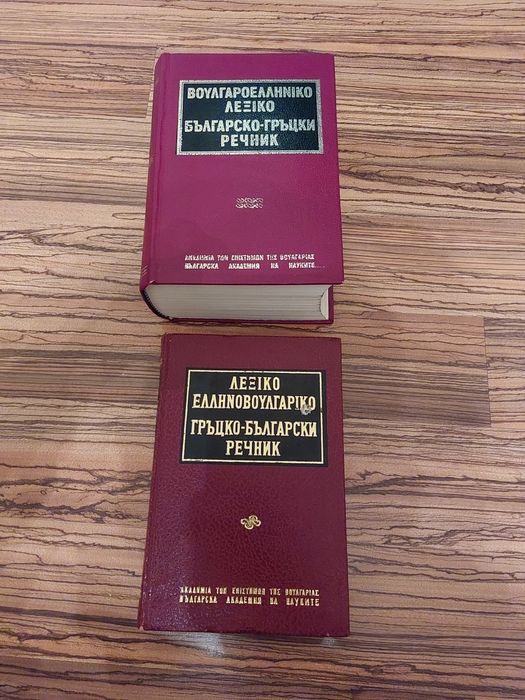 ΒΟΥΛΓΑΡΟΕΛΛΗΝΙΚΟ
ΛΕΞΙΚΟ
БЪЛГАРСКО-ГРЪЦКИ
РЕЧНИК
ΑΚΑΔΗΜΙΑ ΤΩΝ ΕΠΙΣΤΗΜΩΝ ΤΗΣ ΒΟΥΛΓΑΡΙΑΣ
БЪЛГАРСКА АКАДЕМИЯ НА НАУКИТЕ
ΛΕΞΙΚΟ
ΕΛΛΗΝΟΒΟΥΛΓΑΡΙΚΟ
ГРЪЦКО-БЪЛГАРСКИ
РЕЧНИК
ΑΚΑΔΗΜΙΑ ΤΩΝ ΕΠΙΣΤΗΜΩΝ ΤΗΣ ΒΟΥΛΓΑΡΙΑΣ
БЪЛГАРСКА АКАДЕМИЯ НА НАУКИТЕ